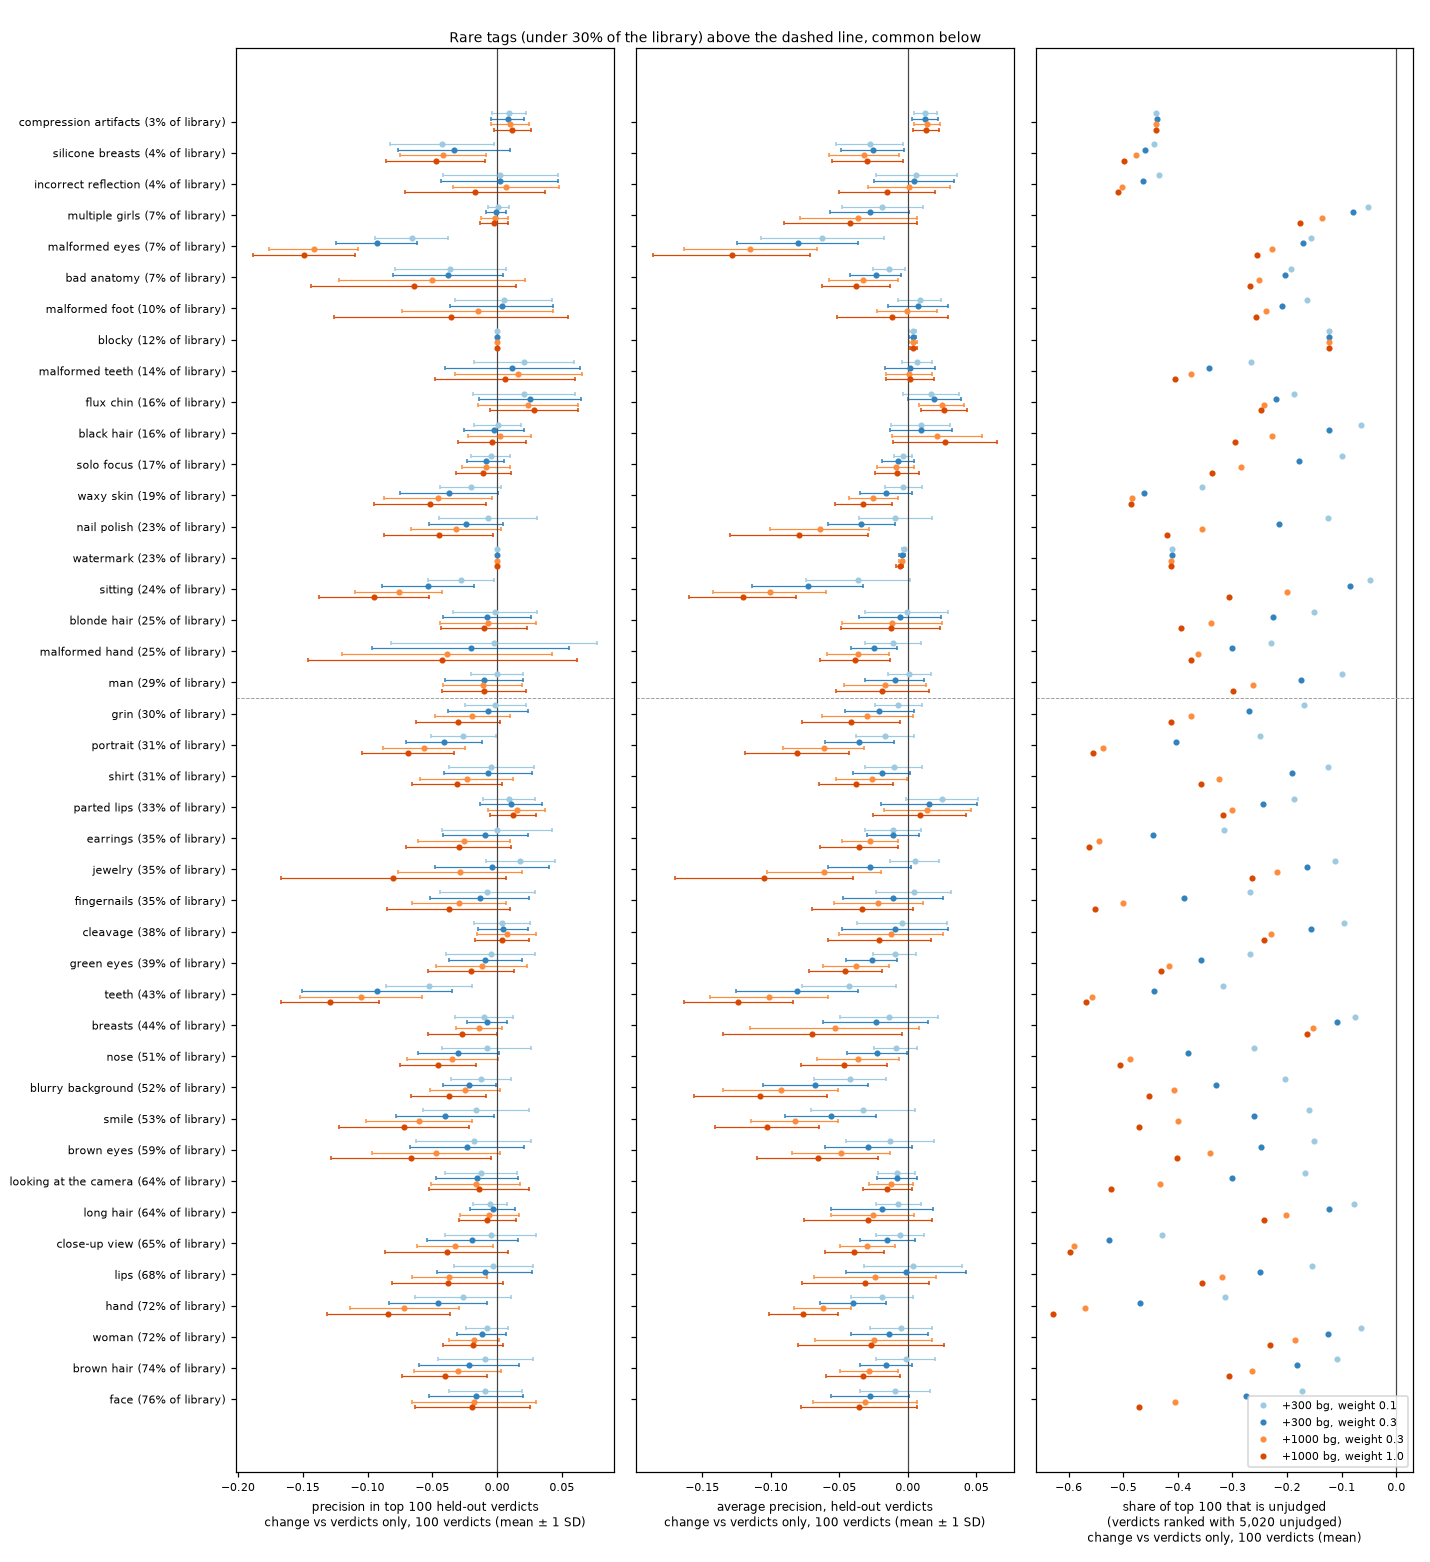 Rare tags (under 30% of the library) above the dashed line, common below
compression artifacts (3% of library)
silicone breasts (4% of library)
incorrect reflection (4% of library)
multiple girls (7% of library)
malformed eyes (7% of library)
bad anatomy (7% of library)
malformed foot (10% of library)
blocky (12% of library)
malformed teeth (14% of library)
flux chin (16% of library)
black hair (16% of library)
solo focus (17% of library)
waxy skin (19% of library)
nail polish (23% of library)
watermark (23% of library)
sitting (24% of library)
blonde hair (25% of library)
malformed hand (25% of library)
man (29% of library)
grin (30% of library)
portrait (31% of library)
shirt (31% of library)
parted lips (33% of library)
earrings (35% of library)
jewelry (35% of library)
fingernails (35% of library)
cleavage (38% of library)
green eyes (39% of library)
teeth (43% of library)
breasts (44% of library)
nose (51% of library)
blurry background (52% of library)
smile (53% of library)
brown eyes (59% of library)
looking at the camera (64% of library)
long hair (64% of library)
close-up view (65% of library)
lips (68% of library)
hand (72% of library)
woman (72% of library)
brown hair (74% of library)
face (76% of library)
−0.20 −0.15 −0.10 −0.05 0.00 0.05
precision in top 100 held-out verdicts
change vs verdicts only, 100 verdicts (mean ± 1 SD)
−0.15 −0.10 −0.05 0.00 0.05
average precision, held-out verdicts
change vs verdicts only, 100 verdicts (mean ± 1 SD)
+300 bg, weight 0.1
+300 bg, weight 0.3
+1000 bg, weight 0.3
+1000 bg, weight 1.0
−0.6 −0.5 −0.4 −0.3 −0.2 −0.1 0.0
share of top 100 that is unjudged
(verdicts ranked with 5,020 unjudged)
change vs verdicts only, 100 verdicts (mean)